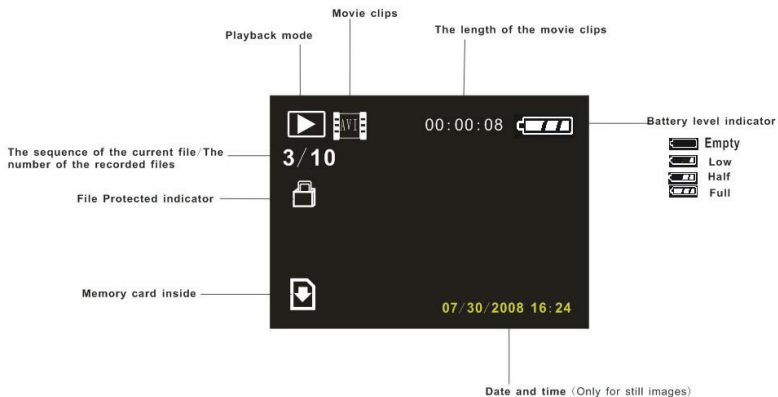 Movie clips
Playback mode
The length of the movie clips
AVI
00:00:08
Battery level indicator
Empty
Low
Half
Full
The sequence of the current file/The
number of the recorded files
3/10
File Protected indicator
Memory card inside
07/30/2008 16:24
Date and time (Only for still images)